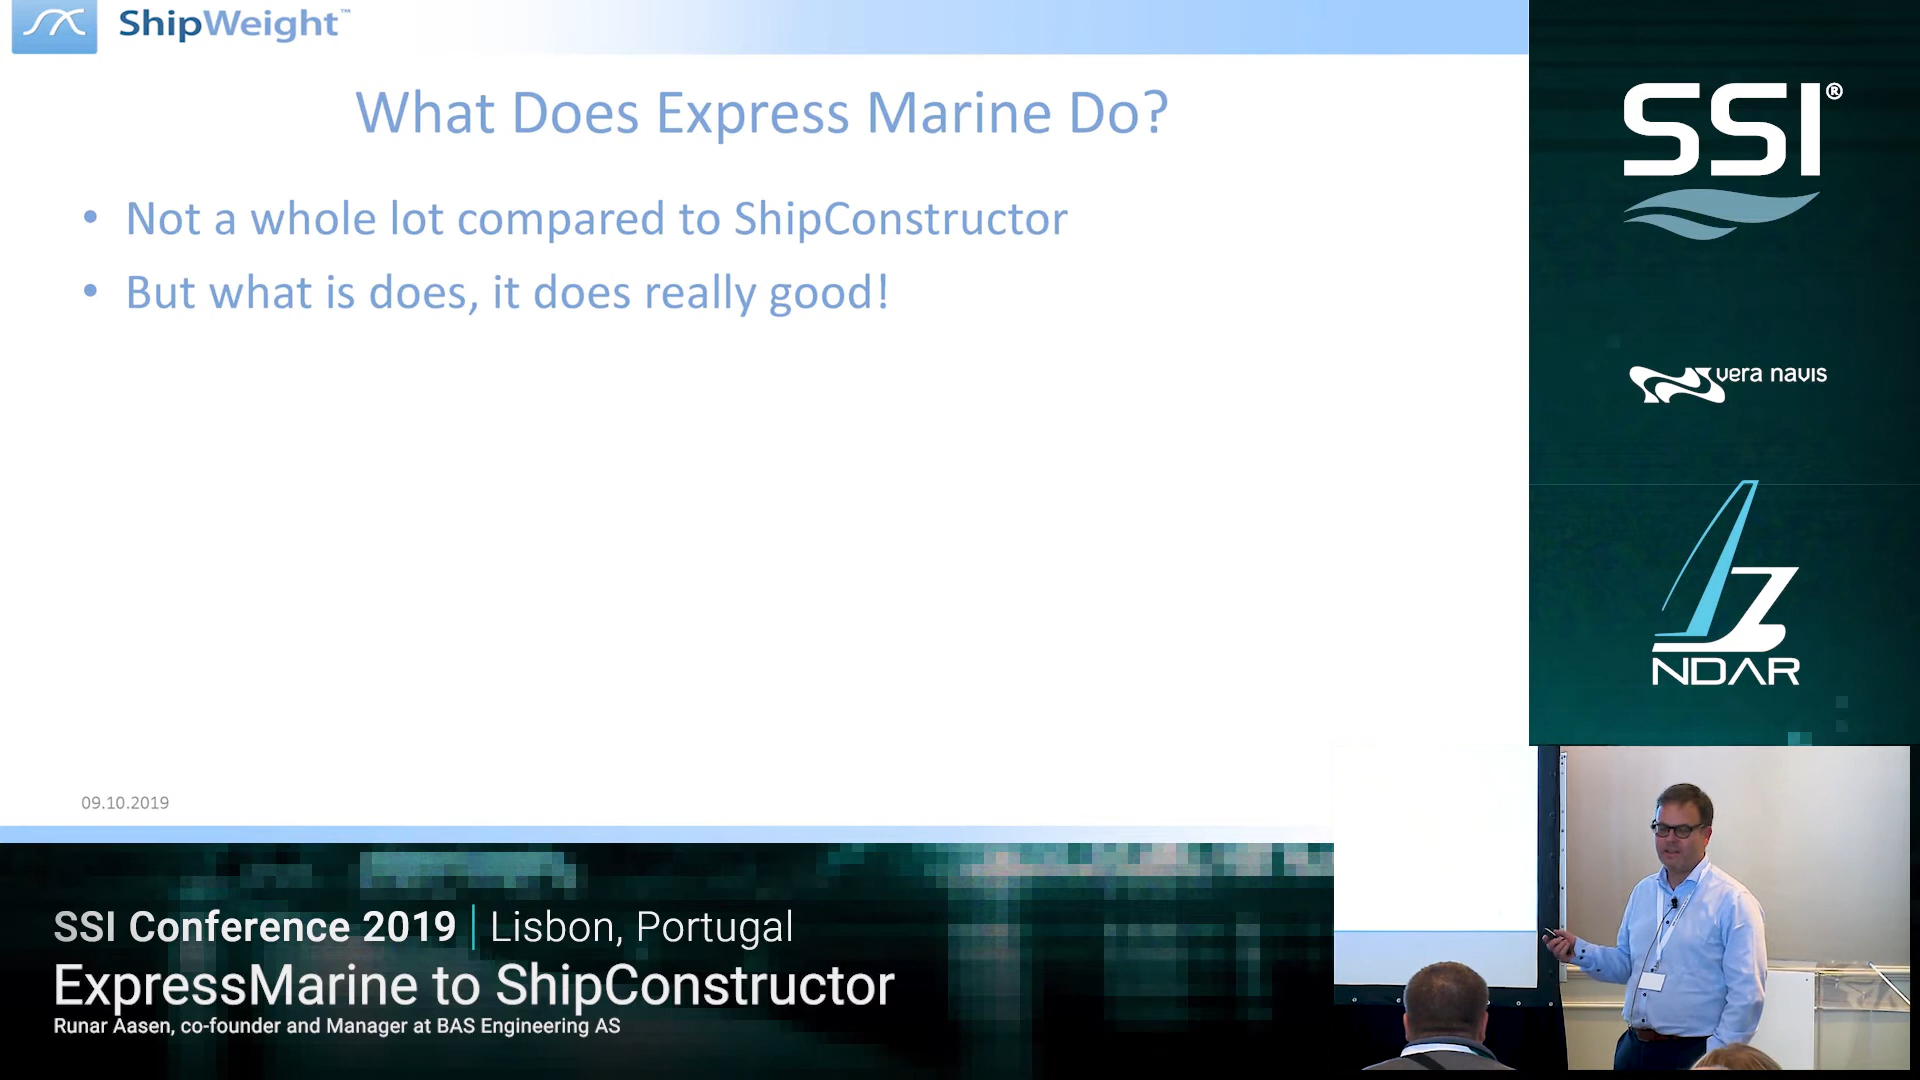 ShipWeight™
What Does Express Marine Do?
• Not a whole lot compared to ShipConstructor
• But what is does, it does really good!
09.10.2019
SSI®
vera navis
NDAR
SSI Conference 2019 | Lisbon, Portugal
ExpressMarine to ShipConstructor
Runar Aasen, co-founder and Manager at BAS Engineering AS